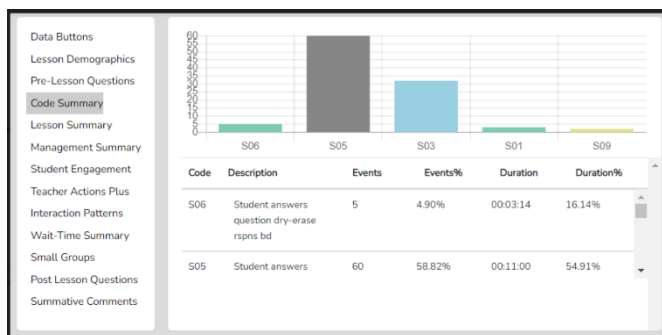 Data Buttons
Lesson Demographics
Pre-Lesson Questions
Code Summary
Lesson Summary
Management Summary
Student Engagement
Teacher Actions Plus
Interaction Patterns
Wait-Time Summary
Small Groups
Post Lesson Questions
Summative Comments
60
55
50
45
40
35
30
25
20
15
10
5
0
S06 S05 S03 S01 S09
Code Description Events Events% Duration Duration%
S06 Student answers 5 4.90% 00:03:14 16.14%
question dry-erase
rspns bd
S05 Student answers 60 58.82% 00:11:00 54.91%